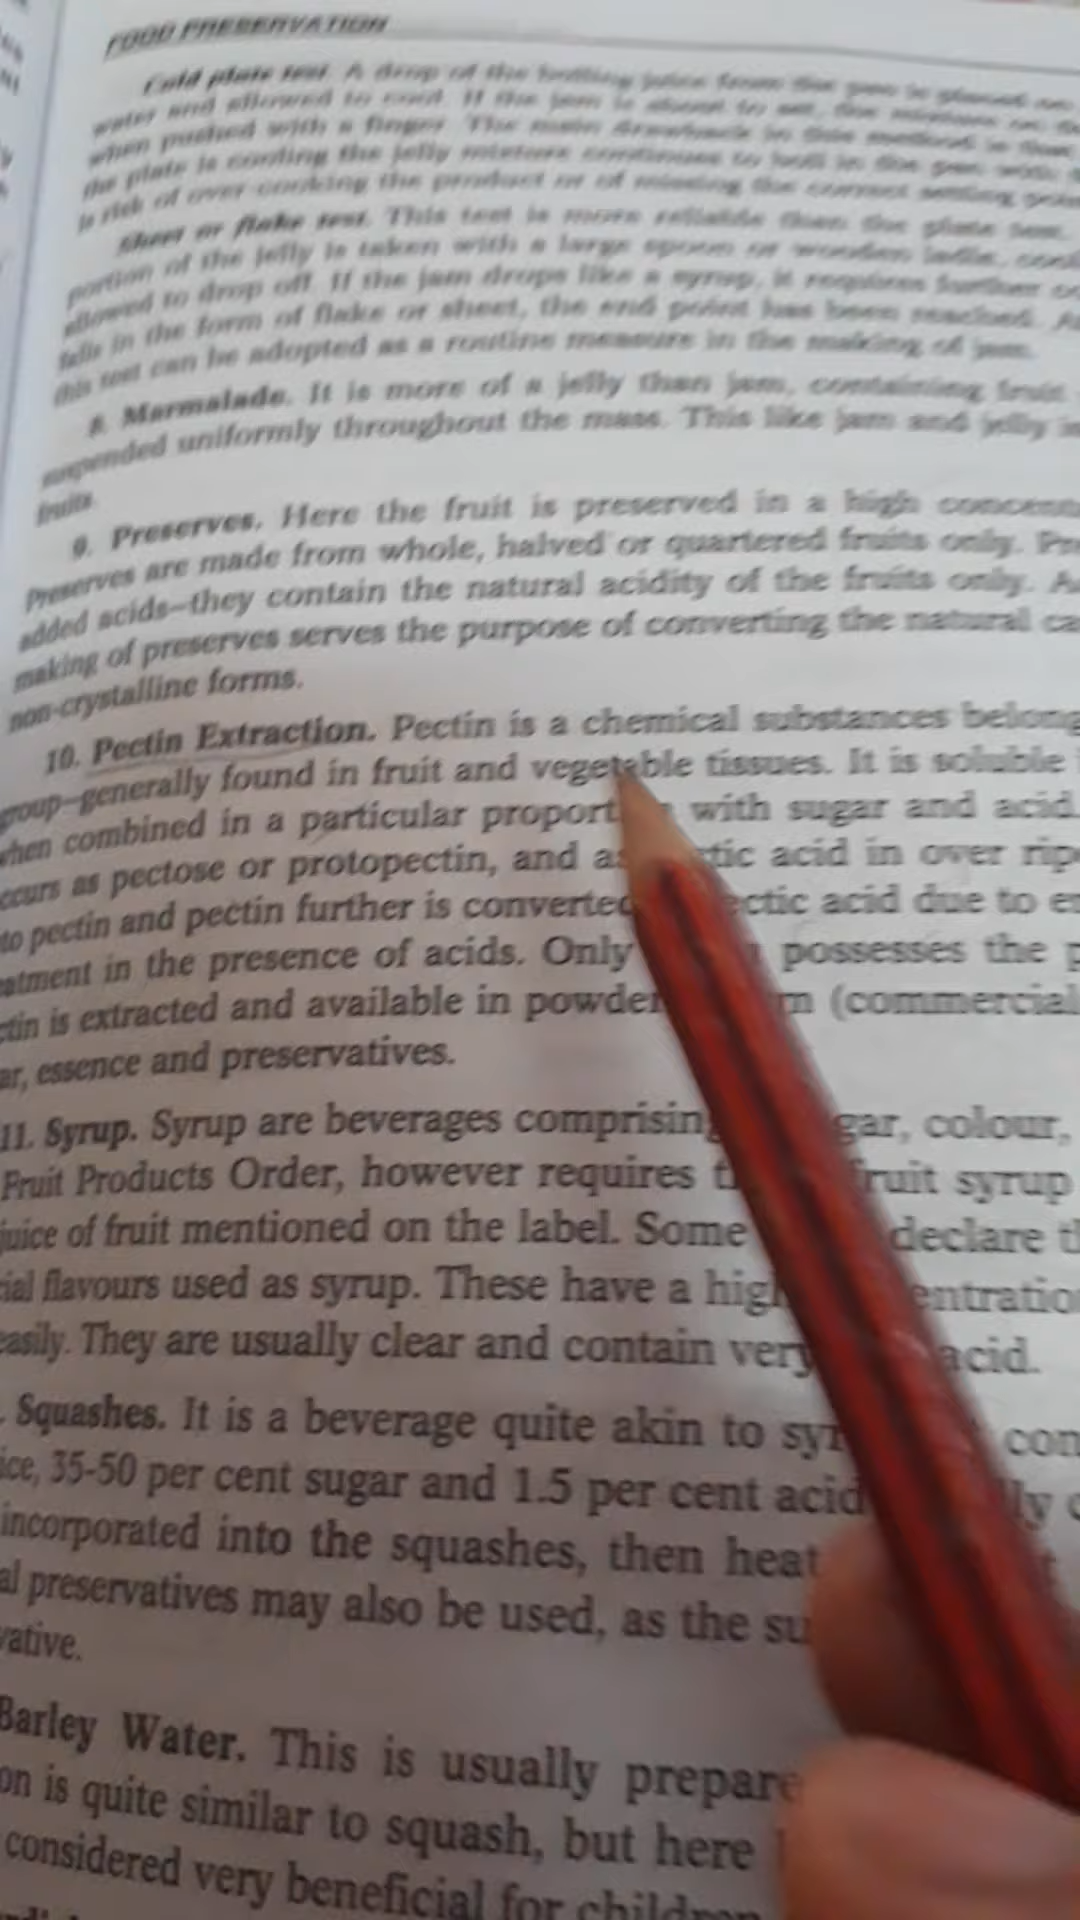 FOOD PRESERVATION
Cold plate test. A drop of the boiling juice from the pan is placed on
water and allowed to cool. If the jam is about to set, the mixture on
when pushed with a finger. The main drawback in this method is that
the plate is cooling the jelly mixture continues to boil in the pan with
is risk of over-cooking the product or of missing the correct setting
Sheet or flake test. This test is more reliable than the plate test.
portion of the jelly is taken with a large spoon or wooden ladle,
allowed to drop off. If the jam drops like a syrup, it requires further
falls in the form of flake or sheet, the end point has been reached.
this test can be adopted as a routine measure in the making of jam.
8. Marmalade. It is more of a jelly than jam, containing fruit
suspended uniformly throughout the mass. This like jam and jelly
fruits.
9. Preserves. Here the fruit is preserved in a high concent
Preserves are made from whole, halved or quartered fruits only.
added acids–they contain the natural acidity of the fruits only.
making of preserves serves the purpose of converting the natural ca
non-crystalline forms.
10. Pectin Extraction. Pectin is a chemical substances belong
group–generally found in fruit and vegetable tissues. It is soluble
when combined in a particular proport with sugar and acid.
occurs as pectose or protopectin, and as tic acid in over rip
to pectin and pectin further is converted ectic acid due to
eatment in the presence of acids. Only possesses the
ctin is extracted and available in powder m (commercial
ar, essence and preservatives.
11. Syrup. Syrup are beverages comprising gar, colour,
Fruit Products Order, however requires fruit syrup
juice of fruit mentioned on the label. Some declare
ial flavours used as syrup. These have a high entratio
easily. They are usually clear and contain very acid.
Squashes. It is a beverage quite akin to syr con
ice, 35-50 per cent sugar and 1.5 per cent acid lly
incorporated into the squashes, then heat
al preservatives may also be used, as the su
vative.
Barley Water. This is usually prepare
on is quite similar to squash, but here
considered very beneficial for children